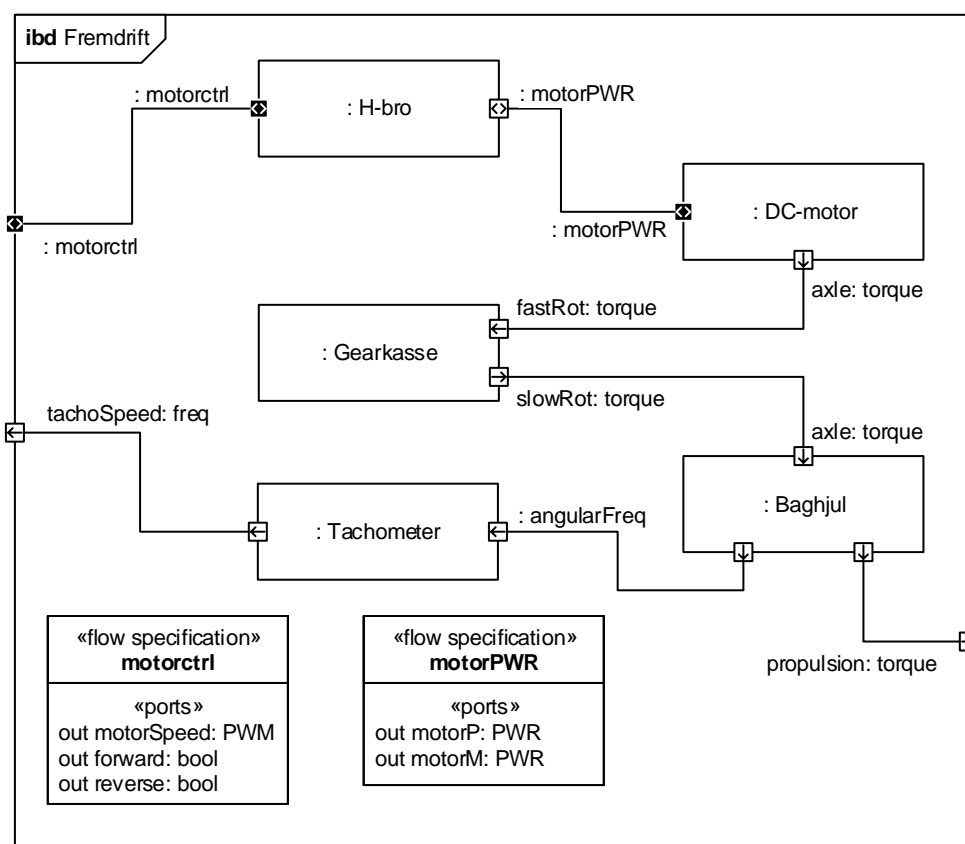 ibd Fremdrift
: motorctrl
: H-bro
: motorPWR
: DC-motor
: motorctrl
: motorPWR
axle: torque
fastRot: torque
: Gearkasse
slowRot: torque
tachoSpeed: freq
axle: torque
: Baghjul
: angularFreq
: Tachometer
propulsion: torque
«flow specification»
motorctrl
«ports»
out motorSpeed: PWM
out forward: bool
out reverse: bool
«flow specification»
motorPWR
«ports»
out motorP: PWR
out motorM: PWR